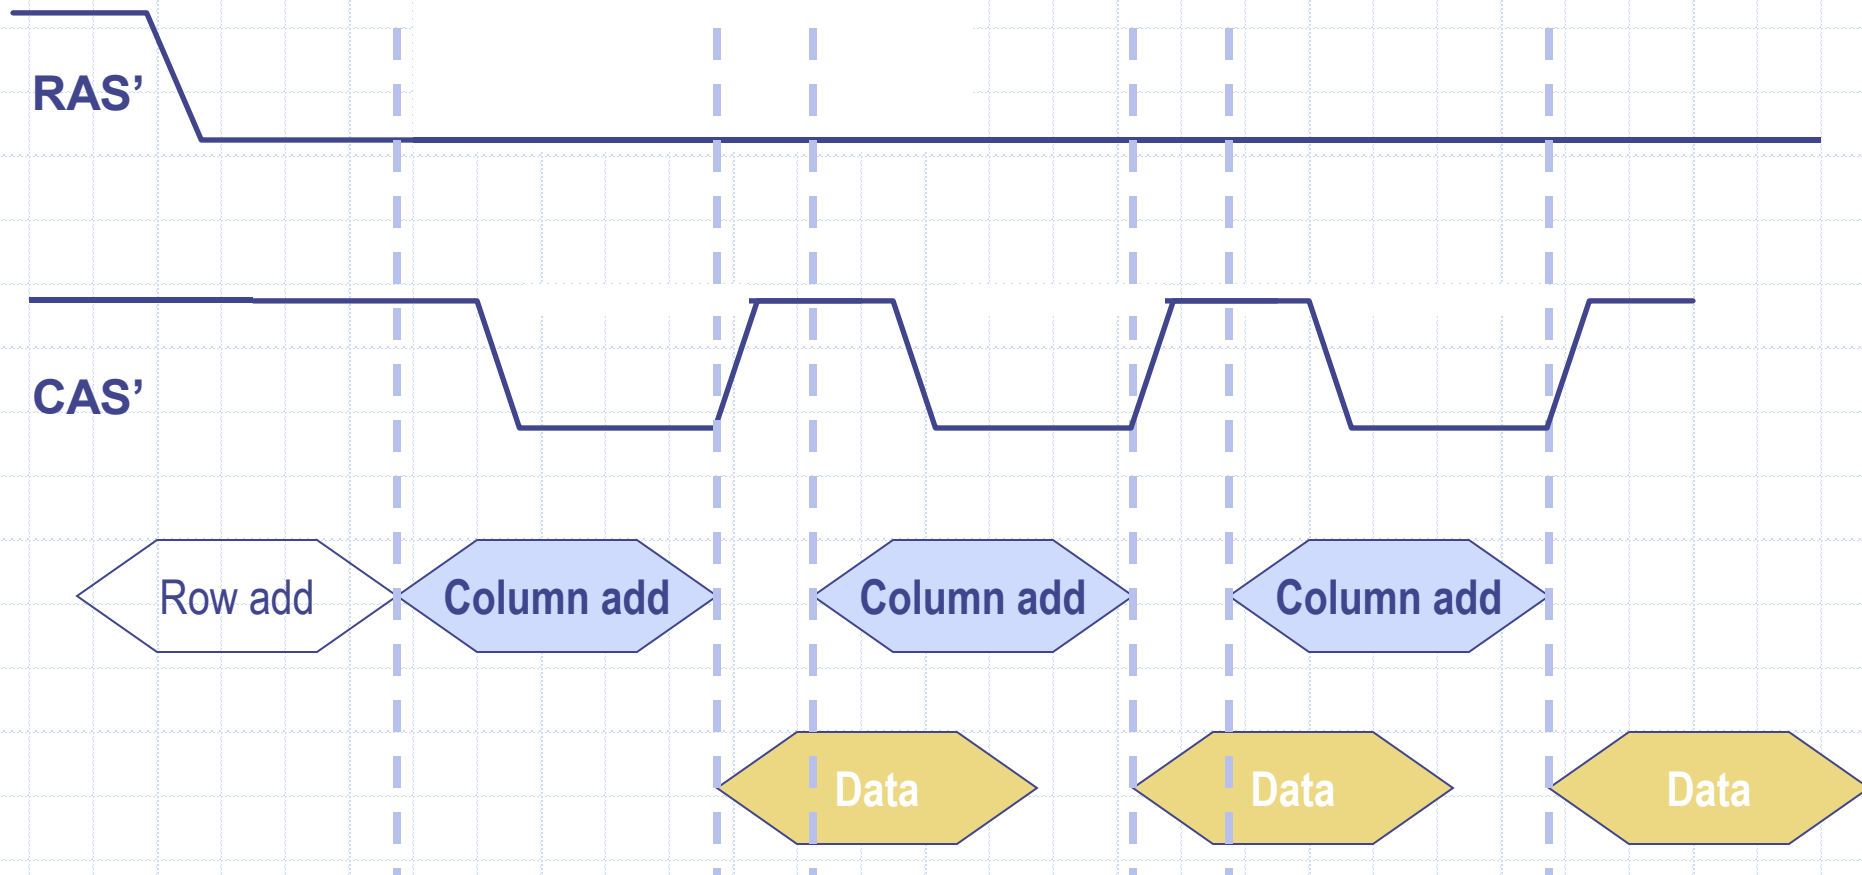 RAS’
CAS’
Row add
Column add
Column add
Column add
Data
Data
Data